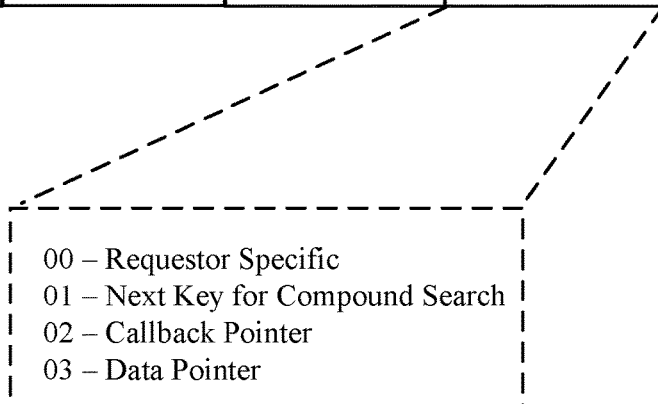 00 – Requestor Specific
01 – Next Key for Compound Search
02 – Callback Pointer
03 – Data Pointer